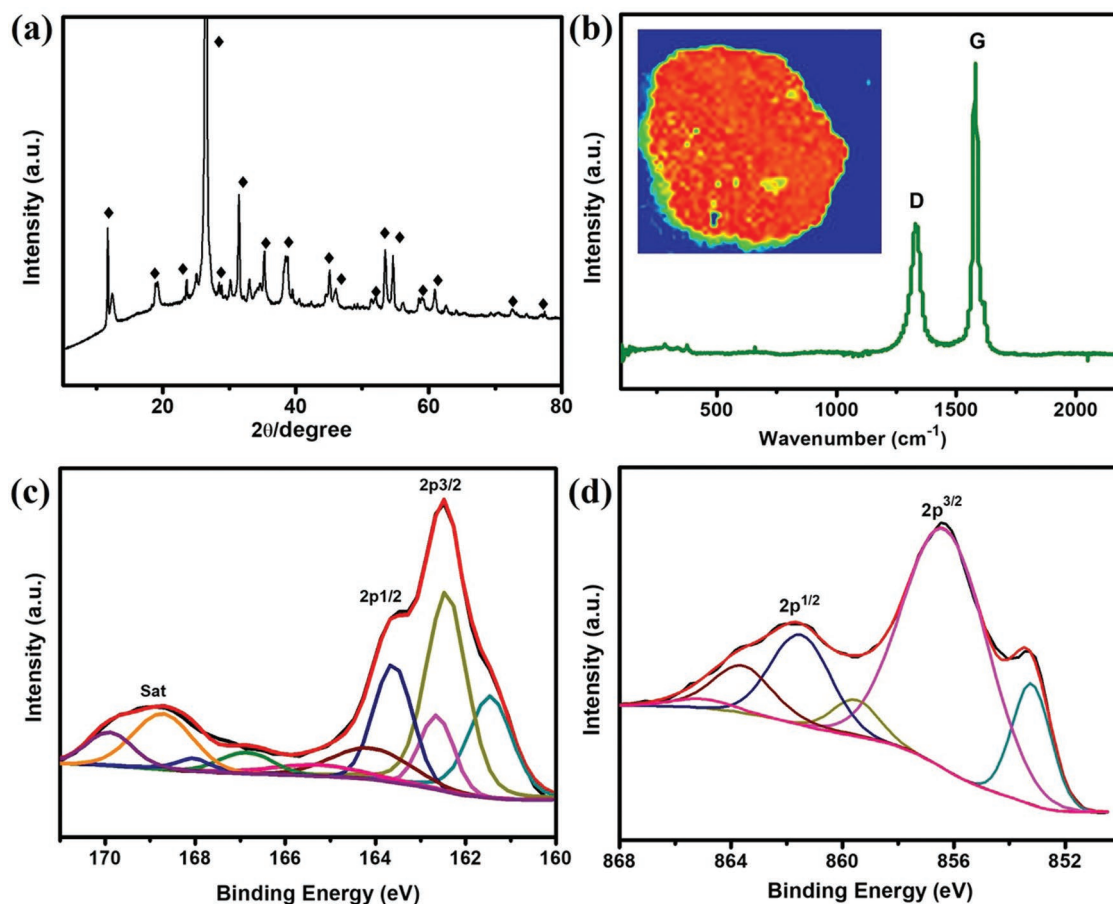 (a)
Intensity (a.u.)
20 40 60 80
2θ/degree
(b)
Intensity (a.u.)
D
G
500 1000 1500 2000
Wavenumber (cm⁻¹)
(c)
Intensity (a.u.)
2p3/2
2p1/2
Sat
170 168 166 164 162 160
Binding Energy (eV)
(d)
Intensity (a.u.)
2p³/²
2p¹/²
868 864 860 854 852
Binding Energy (eV)